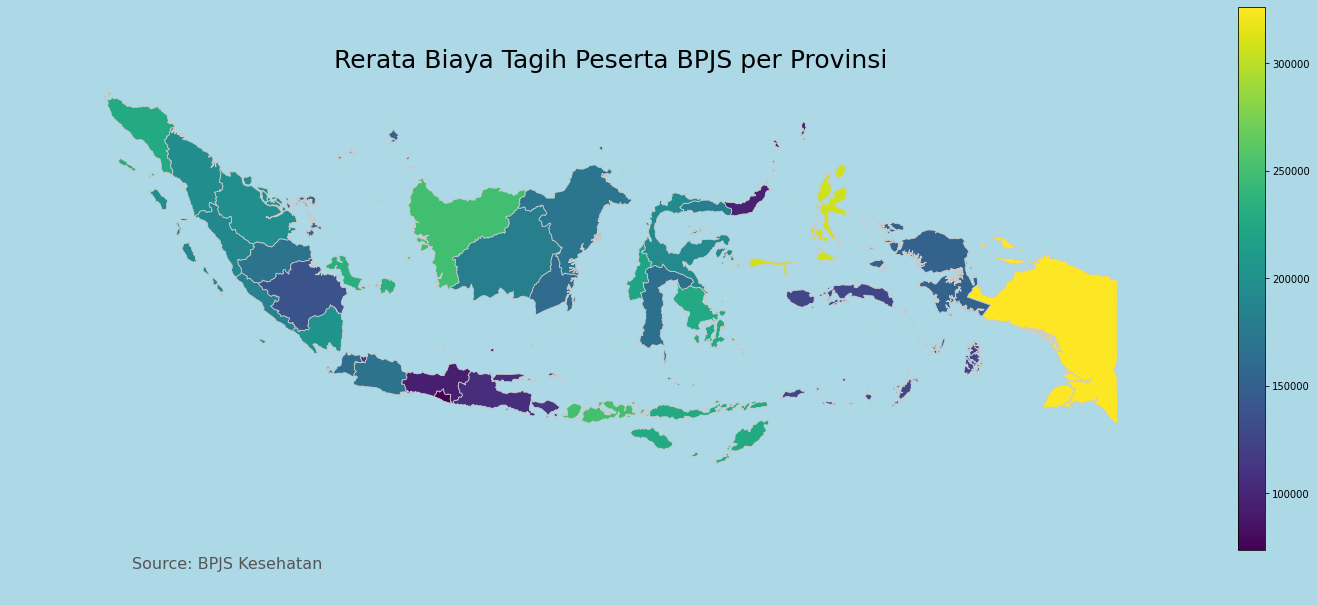 Rerata Biaya Tagih Peserta BPJS per Provinsi
300000
250000
200000
150000
100000
Source: BPJS Kesehatan